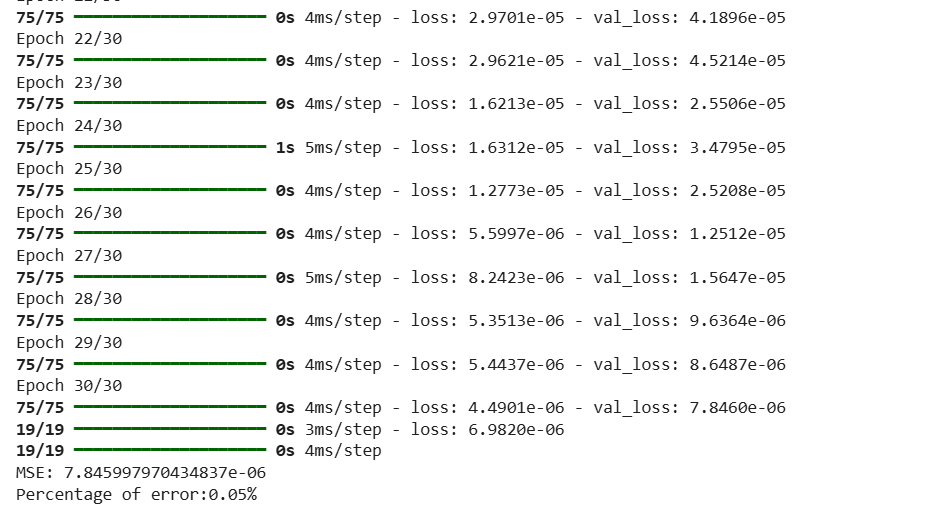 75/75 ━━━━━━━━━━━━━━━━━━━━ 0s 4ms/step - loss: 2.9701e-05 - val_loss: 4.1896e-05
Epoch 22/30
75/75 ━━━━━━━━━━━━━━━━━━━━ 0s 4ms/step - loss: 2.9621e-05 - val_loss: 4.5214e-05
Epoch 23/30
75/75 ━━━━━━━━━━━━━━━━━━━━ 0s 4ms/step - loss: 1.6213e-05 - val_loss: 2.5506e-05
Epoch 24/30
75/75 ━━━━━━━━━━━━━━━━━━━━ 1s 5ms/step - loss: 1.6312e-05 - val_loss: 3.4795e-05
Epoch 25/30
75/75 ━━━━━━━━━━━━━━━━━━━━ 0s 4ms/step - loss: 1.2773e-05 - val_loss: 2.5208e-05
Epoch 26/30
75/75 ━━━━━━━━━━━━━━━━━━━━ 0s 4ms/step - loss: 5.5997e-06 - val_loss: 1.2512e-05
Epoch 27/30
75/75 ━━━━━━━━━━━━━━━━━━━━ 0s 5ms/step - loss: 8.2423e-06 - val_loss: 1.5647e-05
Epoch 28/30
75/75 ━━━━━━━━━━━━━━━━━━━━ 0s 4ms/step - loss: 5.3513e-06 - val_loss: 9.6364e-06
Epoch 29/30
75/75 ━━━━━━━━━━━━━━━━━━━━ 0s 4ms/step - loss: 5.4437e-06 - val_loss: 8.6487e-06
Epoch 30/30
75/75 ━━━━━━━━━━━━━━━━━━━━ 0s 4ms/step - loss: 4.4901e-06 - val_loss: 7.8460e-06
19/19 ━━━━━━━━━━━━━━━━━━━━ 0s 3ms/step - loss: 6.9820e-06
19/19 ━━━━━━━━━━━━━━━━━━━━ 0s 4ms/step
MSE: 7.845997970434837e-06
Percentage of error:0.05%